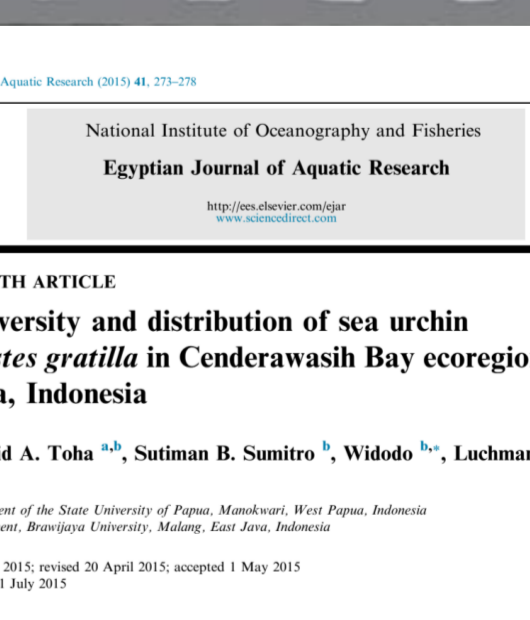 Aquatic Research (2015) 41, 273–278
National Institute of Oceanography and Fisheries
Egyptian Journal of Aquatic Research
http://ees.elsevier.com/ejar
www.sciencedirect.com
TH ARTICLE
versity and distribution of sea urchin
tes gratilla in Cenderawasih Bay ecoregio
a, Indonesia
id A. Toha a,b, Sutiman B. Sumitro b, Widodo b,*, Luchman
ent of the State University of Papua, Manokwari, West Papua, Indonesia
ent, Brawijaya University, Malang, East Java, Indonesia
2015; revised 20 April 2015; accepted 1 May 2015
1 July 2015